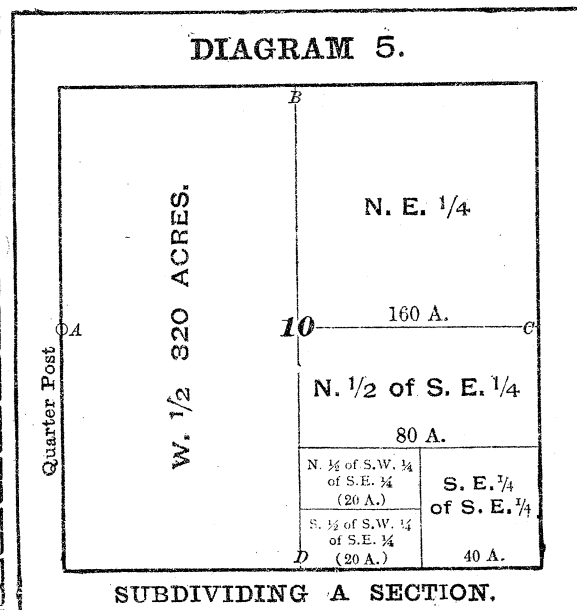 DIAGRAM 5.
B
W. 1/2 320 ACRES.
N. E. 1/4
160 A.
A
10
C
Quarter Post
N. 1/2 of S. E. 1/4
80 A.
N. ½ of S.W. ¼
of S.E. ¼
(20 A.)
S. ½ of S.W. ¼
of S.E. ¼
(20 A.)
D
S. E. 1/4
of S. E. 1/4
40 A.
SUBDIVIDING A SECTION.